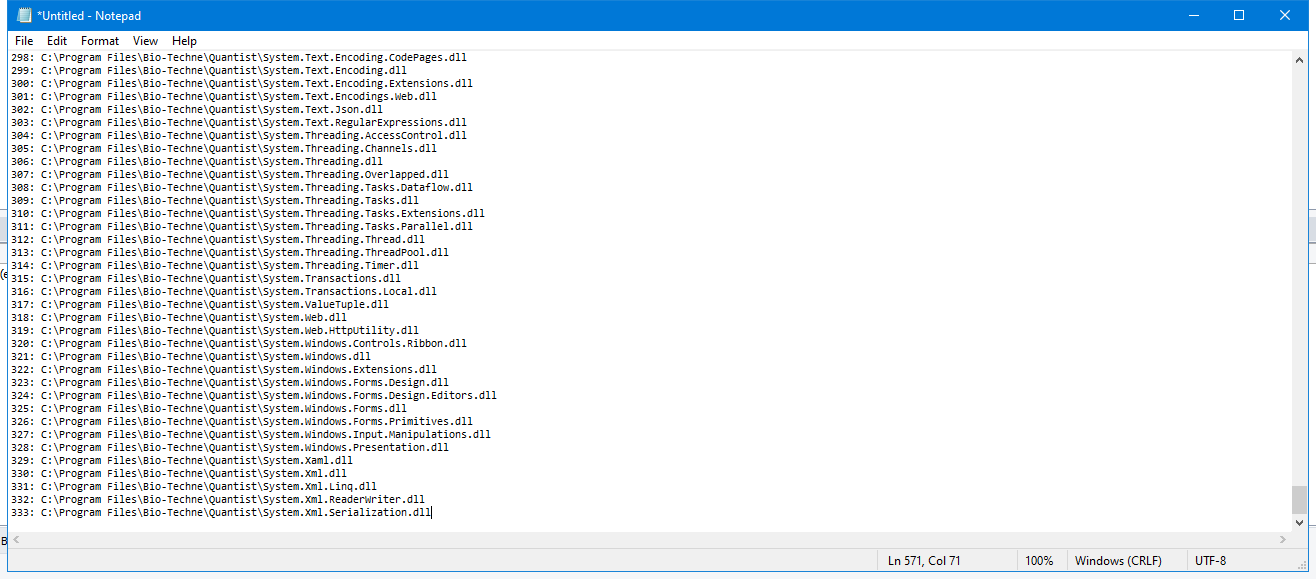 *Untitled - Notepad
File Edit Format View Help
298: C:\Program Files\Bio-Techne\Quantist\System.Text.Encoding.CodePages.dll
299: C:\Program Files\Bio-Techne\Quantist\System.Text.Encoding.dll
300: C:\Program Files\Bio-Techne\Quantist\System.Text.Encoding.Extensions.dll
301: C:\Program Files\Bio-Techne\Quantist\System.Text.Encodings.Web.dll
302: C:\Program Files\Bio-Techne\Quantist\System.Text.Json.dll
303: C:\Program Files\Bio-Techne\Quantist\System.Text.RegularExpressions.dll
304: C:\Program Files\Bio-Techne\Quantist\System.Threading.AccessControl.dll
305: C:\Program Files\Bio-Techne\Quantist\System.Threading.Channels.dll
306: C:\Program Files\Bio-Techne\Quantist\System.Threading.dll
307: C:\Program Files\Bio-Techne\Quantist\System.Threading.Overlapped.dll
308: C:\Program Files\Bio-Techne\Quantist\System.Threading.Tasks.Dataflow.dll
309: C:\Program Files\Bio-Techne\Quantist\System.Threading.Tasks.dll
310: C:\Program Files\Bio-Techne\Quantist\System.Threading.Tasks.Extensions.dll
311: C:\Program Files\Bio-Techne\Quantist\System.Threading.Tasks.Parallel.dll
312: C:\Program Files\Bio-Techne\Quantist\System.Threading.Thread.dll
313: C:\Program Files\Bio-Techne\Quantist\System.Threading.ThreadPool.dll
314: C:\Program Files\Bio-Techne\Quantist\System.Threading.Timer.dll
315: C:\Program Files\Bio-Techne\Quantist\System.Transactions.dll
316: C:\Program Files\Bio-Techne\Quantist\System.Transactions.Local.dll
317: C:\Program Files\Bio-Techne\Quantist\System.ValueTuple.dll
318: C:\Program Files\Bio-Techne\Quantist\System.Web.dll
319: C:\Program Files\Bio-Techne\Quantist\System.Web.HttpUtility.dll
320: C:\Program Files\Bio-Techne\Quantist\System.Windows.Controls.Ribbon.dll
321: C:\Program Files\Bio-Techne\Quantist\System.Windows.dll
322: C:\Program Files\Bio-Techne\Quantist\System.Windows.Extensions.dll
323: C:\Program Files\Bio-Techne\Quantist\System.Windows.Forms.Design.dll
324: C:\Program Files\Bio-Techne\Quantist\System.Windows.Forms.Design.Editors.dll
325: C:\Program Files\Bio-Techne\Quantist\System.Windows.Forms.dll
326: C:\Program Files\Bio-Techne\Quantist\System.Windows.Forms.Primitives.dll
327: C:\Program Files\Bio-Techne\Quantist\System.Windows.Input.Manipulations.dll
328: C:\Program Files\Bio-Techne\Quantist\System.Windows.Presentation.dll
329: C:\Program Files\Bio-Techne\Quantist\System.Xaml.dll
330: C:\Program Files\Bio-Techne\Quantist\System.Xml.dll
331: C:\Program Files\Bio-Techne\Quantist\System.Xml.Linq.dll
332: C:\Program Files\Bio-Techne\Quantist\System.Xml.ReaderWriter.dll
333: C:\Program Files\Bio-Techne\Quantist\System.Xml.Serialization.dll
Ln 571, Col 71 100% Windows (CRLF) UTF-8